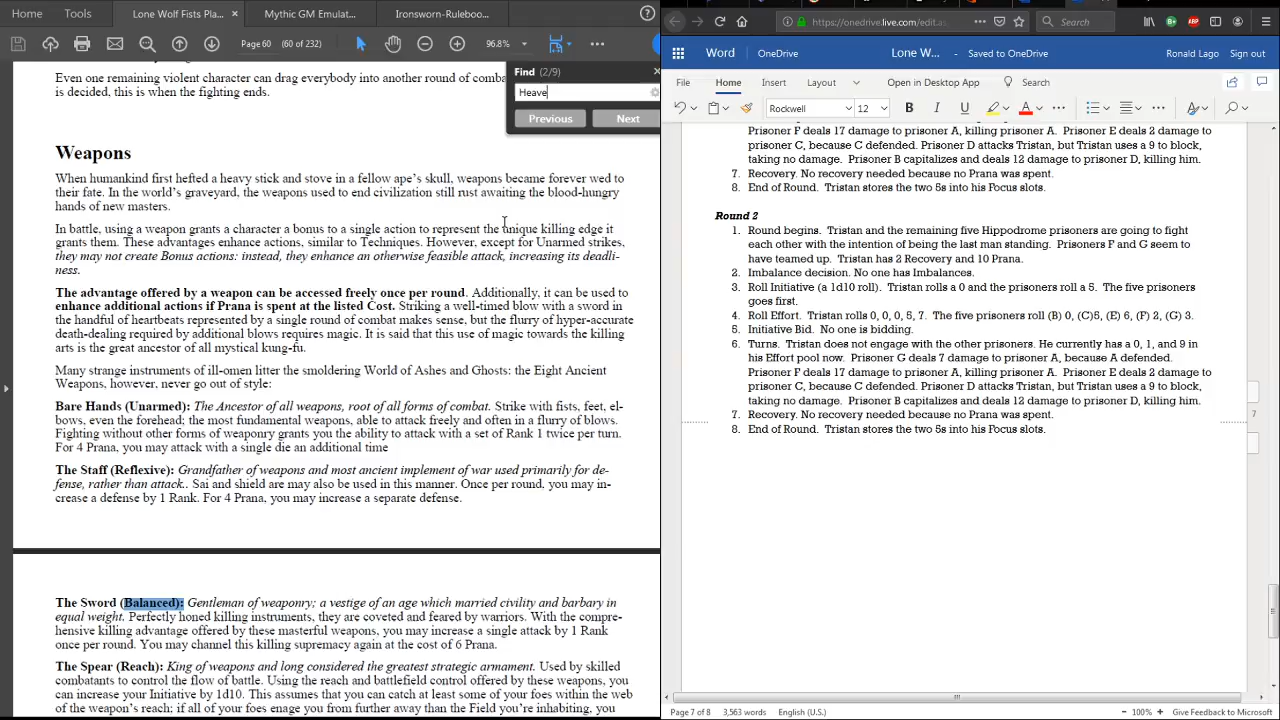 Home
Tools
Lone Wolf Fists Pla...
Mythic GM Emulat...
Ironsworn-Ruleboo...
Page 60 (60 of 232)
96.8%
Even one remaining violent character can drag everybody into another round of comba
is decided, this is when the fighting ends.
Find (2/9)
Heave
Previous
Next
Weapons
When humankind first hefted a heavy stick and stove in a fellow ape's skull, weapons became forever wed to
their fate. In the world's graveyard, the weapons used to end civilization still rust awaiting the blood-hungry
hands of new masters.
In battle, using a weapon grants a character a bonus to a single action to represent the unique killing edge it
grants them. These advantages enhance actions, similar to Techniques. However, except for Unarmed strikes,
they may not create Bonus actions: instead, they enhance an otherwise feasible attack, increasing its deadli-
ness.
The advantage offered by a weapon can be accessed freely once per round. Additionally, it can be used to
enhance additional actions if Prana is spent at the listed Cost. Striking a well-timed blow with a sword in
the handful of heartbeats represented by a single round of combat makes sense, but the flurry of hyper-accurate
death-dealing required by additional blows requires magic. It is said that this use of magic towards the killing
arts is the great ancestor of all mystical kung-fu.
Many strange instruments of ill-omen litter the smoldering World of Ashes and Ghosts: the Eight Ancient
Weapons, however, never go out of style:
Bare Hands (Unarmed): The Ancestor of all weapons, root of all forms of combat. Strike with fists, feet, el-
bows, even the forehead; the most fundamental weapons, able to attack freely and often in a flurry of blows.
Fighting without other forms of weaponry grants you the ability to attack with a set of Rank 1 twice per turn.
For 4 Prana, you may attack with a single die an additional time
The Staff (Reflexive): Grandfather of weapons and most ancient implement of war used primarily for de-
fense, rather than attack.. Sai and shield are may also be used in this manner. Once per round, you may in-
crease a defense by 1 Rank. For 4 Prana, you may increase a separate defense.
The Sword (Balanced): Gentleman of weaponry; a vestige of an age which married civility and barbary in
equal weight. Perfectly honed killing instruments, they are coveted and feared by warriors. With the compre-
hensive killing advantage offered by these masterful weapons, you may increase a single attack by 1 Rank
once per round. You may channel this killing supremacy again at the cost of 6 Prana.
The Spear (Reach): King of weapons and long considered the greatest strategic armament. Used by skilled
combatants to control the flow of battle. Using the reach and battlefield control offered by these weapons, you
can increase your Initiative by 1d10. This assumes that you can catch at least some of your foes within the web
of the weapon's reach; if all of your foes enage you from further away than the Field you're inhabiting, you
https://onedrive.live.com/edit.as
Search
Word
OneDrive
Lone W...
Saved to OneDrive
Ronald Lago
Sign out
File
Home
Insert
Layout
Open in Desktop App
Search
Rockwell
12
B
I
U
A
Prisoner F deals 17 damage to prisoner A, killing prisoner A. Prisoner E deals 2 damage to
prisoner C, because C defended. Prisoner D attacks Tristan, but Tristan uses a 9 to block,
taking no damage. Prisoner B capitalizes and deals 12 damage to prisoner D, killing him.
7. Recovery. No recovery needed because no Prana was spent.
8. End of Round. Tristan stores the two 5s into his Focus slots.
Round 2
1. Round begins. Tristan and the remaining five Hippodrome prisoners are going to fight
each other with the intention of being the last man standing. Prisoners F and G seem to
have teamed up. Tristan has 2 Recovery and 10 Prana.
2. Imbalance decision. No one has Imbalances.
3. Roll Initiative (a 1d10 roll). Tristan rolls a 0 and the prisoners roll a 5. The five prisoners
goes first.
4. Roll Effort. Tristan rolls 0, 0, 0, 5, 7. The five prisoners roll (B) 0, (C)5, (E) 6, (F) 2, (G) 3.
5. Initiative Bid. No one is bidding.
6. Turns. Tristan does not engage with the other prisoners. He currently has a 0, 1, and 9 in
his Effort pool now. Prisoner G deals 7 damage to prisoner A, because A defended.
Prisoner F deals 17 damage to prisoner A, killing prisoner A. Prisoner E deals 2 damage to
prisoner C, because C defended. Prisoner D attacks Tristan, but Tristan uses a 9 to block,
taking no damage. Prisoner B capitalizes and deals 12 damage to prisoner D, killing him.
7. Recovery. No recovery needed because no Prana was spent.
8. End of Round. Tristan stores the two 5s into his Focus slots.
7
Page 7 of 8
3,563 words
English (U.S.)
100%
Give Feedback to Microsoft